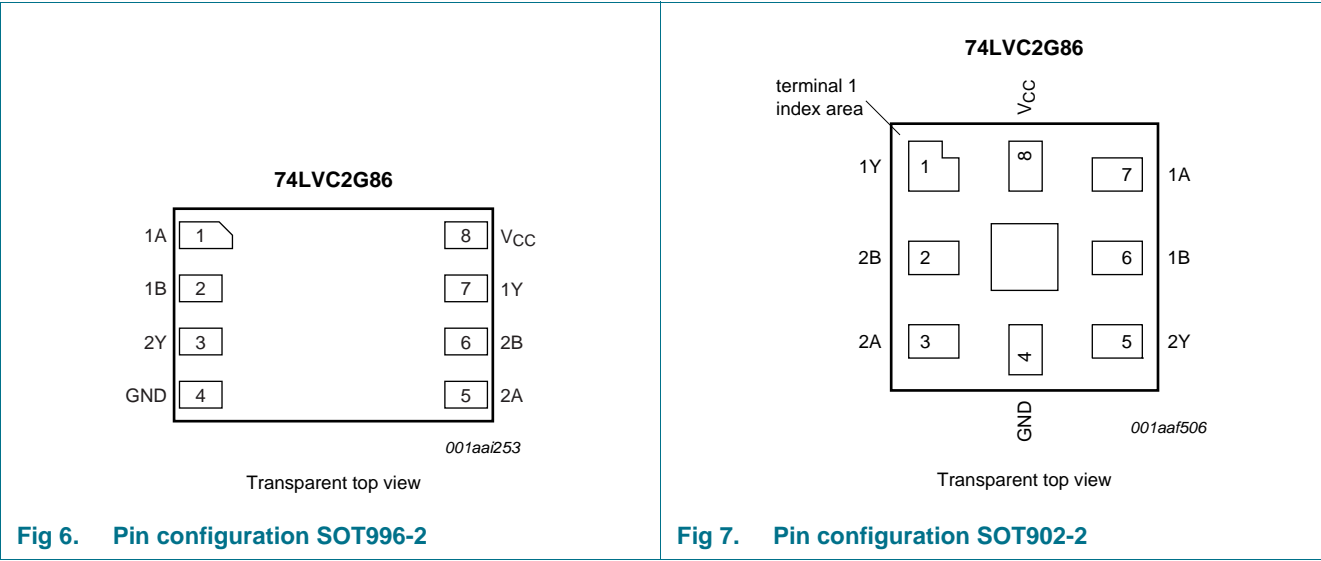 74LVC2G86
1A 1 8 VCC
1B 2 7 1Y
2Y 3 6 2B
GND 4 5 2A
001aai253
Transparent top view
Fig 6. Pin configuration SOT996-2
74LVC2G86
terminal 1
index area
VCC
1Y 1 8 7 1A
2B 2 6 1B
2A 3 4 5 2Y
GND
001aaf506
Transparent top view
Fig 7. Pin configuration SOT902-2